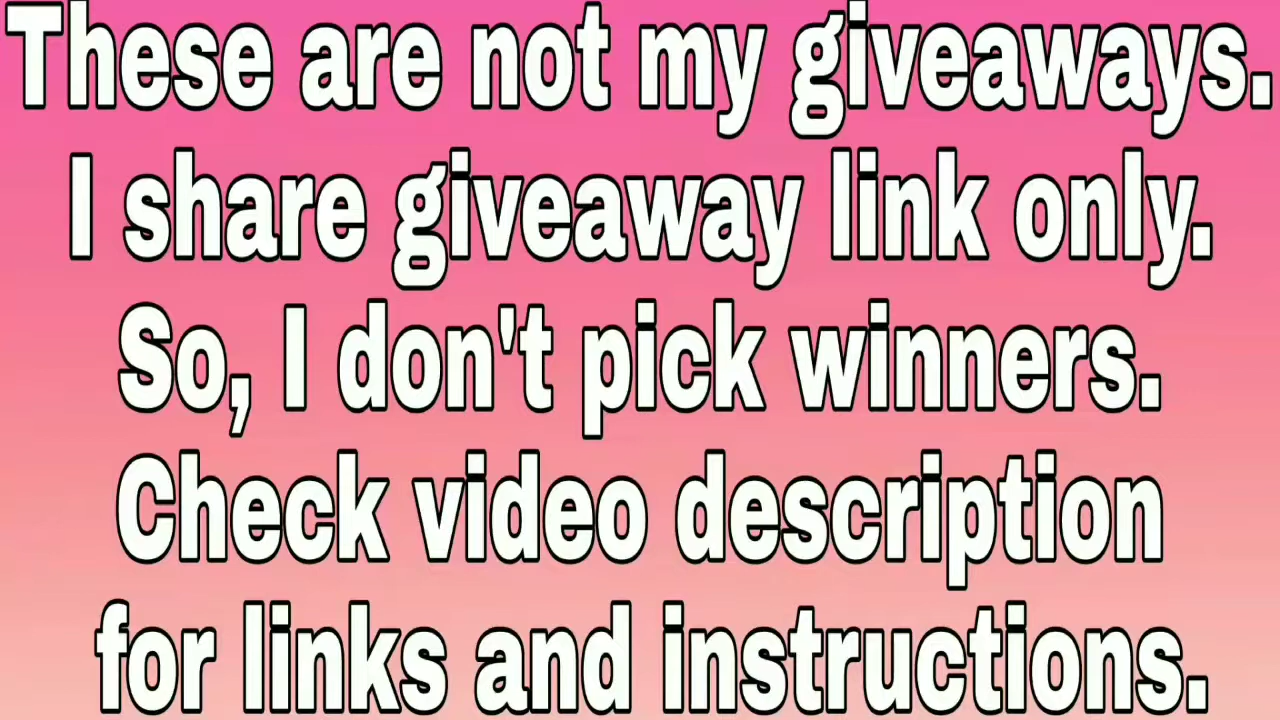 These are not my giveaways.
I share giveaway link only.
So, I don't pick winners.
Check video description
for links and instructions.